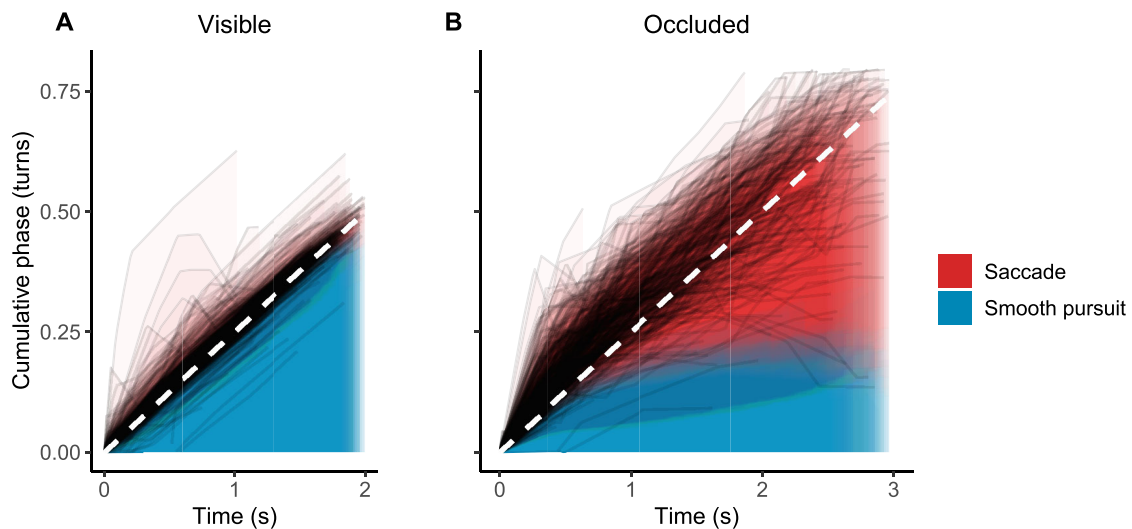 A
Visible
B
Occluded
Cumulative phase (turns)
0.75
0.50
0.25
0.00
0
1
2
Time (s)
0
1
2
3
Time (s)
Saccade
Smooth pursuit